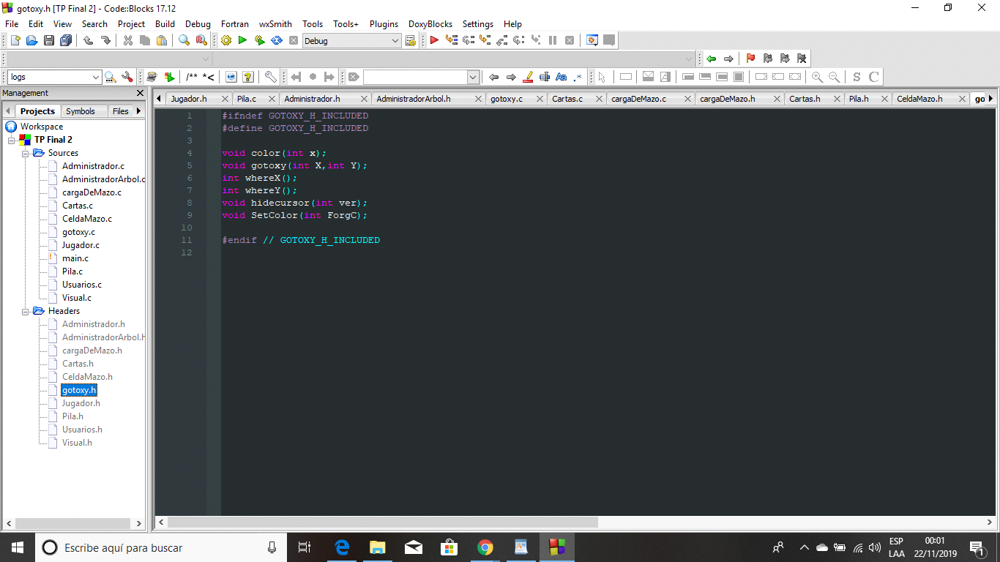 gotoxy.h [TP Final 2] - Code::Blocks 17.12
File Edit View Search Project Build Debug Fortran wxSmith Tools Tools+ Plugins DoxyBlocks Settings Help
Debug
logs
/** *<
Aa .*
S C
Management
Projects Symbols Files
Workspace
TP Final 2
Sources
Administrador.c
AdministradorArbol.c
cargaDeMazo.c
Cartas.c
CeldaMazo.c
gotoxy.c
Jugador.c
main.c
Pila.c
Usuarios.c
Visual.c
Headers
Administrador.h
AdministradorArbol.h
cargaDeMazo.h
Cartas.h
CeldaMazo.h
gotoxy.h
Jugador.h
Pila.h
Usuarios.h
Visual.h
Jugador.h Pila.c Administrador.h AdministradorArbol.h gotoxy.c Cartas.c cargaDeMazo.c cargaDeMazo.h Cartas.h Pila.h CeldaMazo.h go
1 #ifndef GOTOXY_H_INCLUDED
2 #define GOTOXY_H_INCLUDED
3
4 void color(int x);
5 void gotoxy(int X,int Y);
6 int whereX();
7 int whereY();
8 void hidecursor(int ver);
9 void SetColor(int ForgC);
10
11 #endif // GOTOXY_H_INCLUDED
12
Escribe aquí para buscar
ESP
LAA
00:01
22/11/2019
1